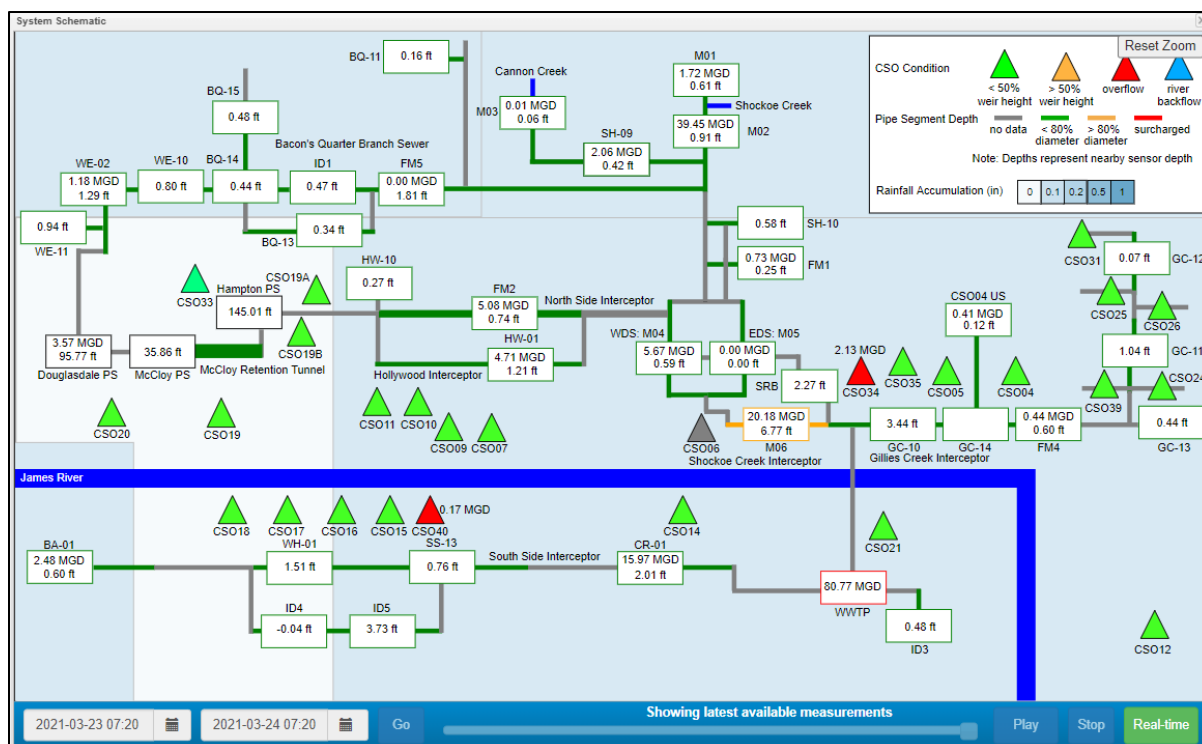 System Schematic
Reset Zoom
CSO Condition
< 50%
weir height
> 50%
weir height
overflow
river
backflow
Pipe Segment Depth
no data
< 80%
diameter
> 80%
diameter
surcharged
Note: Depths represent nearby sensor depth
Rainfall Accumulation (in)
0
0.1
0.2
0.5
1
BQ-11
0.16 ft
BQ-15
0.48 ft
Cannon Creek
M03
0.01 MGD
0.06 ft
M01
1.72 MGD
0.61 ft
Shockoe Creek
39.45 MGD
0.91 ft
M02
SH-09
2.06 MGD
0.42 ft
Bacon's Quarter Branch Sewer
WE-02
1.18 MGD
1.29 ft
WE-10
0.80 ft
BQ-14
0.44 ft
ID1
0.47 ft
FM5
0.00 MGD
1.81 ft
0.94 ft
WE-11
BQ-13
0.34 ft
0.58 ft
SH-10
0.73 MGD
0.25 ft
FM1
CSO33
Hampton PS
145.01 ft
CSO19A
CSO19B
HW-10
0.27 ft
FM2
5.08 MGD
0.74 ft
North Side Interceptor
HW-01
4.71 MGD
1.21 ft
Hollywood Interceptor
3.57 MGD
95.77 ft
Douglasdale PS
35.86 ft
McCloy PS
McCloy Retention Tunnel
WDS: M04
5.67 MGD
0.59 ft
EDS: M05
0.00 MGD
0.00 ft
SRB
2.27 ft
2.13 MGD
CSO34
CSO35
CSO05
CSO04
CSO04 US
0.41 MGD
0.12 ft
CSO31
0.07 ft
GC-12
CSO25
CSO26
1.04 ft
GC-11
CSO24
CSO39
CSO20
CSO19
CSO11
CSO10
CSO09
CSO07
CSO06
20.18 MGD
6.77 ft
M06
Shockoe Creek Interceptor
3.44 ft
GC-10
GC-14
Gillies Creek Interceptor
0.44 MGD
0.60 ft
FM4
0.44 ft
GC-13
James River
CSO18
CSO17
CSO16
CSO15
CSO40
0.17 MGD
CSO14
CSO21
BA-01
2.48 MGD
0.60 ft
WH-01
1.51 ft
SS-13
0.76 ft
South Side Interceptor
CR-01
15.97 MGD
2.01 ft
ID4
-0.04 ft
ID5
3.73 ft
80.77 MGD
WWTP
0.48 ft
ID3
CSO12
2021-03-23 07:20
2021-03-24 07:20
Go
Showing latest available measurements
Play
Stop
Real-time